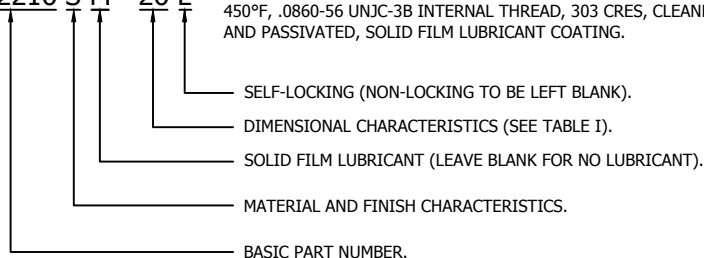 450°F, .0860-56 UNJC-3B INTERNAL THREAD, 303 CRES,
AND PASSIVATED, SOLID FILM LUBRICANT COATING.
SELF-LOCKING (NON-LOCKING TO BE LEFT BLANK).
DIMENSIONAL CHARACTERISTICS (SEE TABLE I).
SOLID FILM LUBRICANT (LEAVE BLANK FOR NO LUBRICANT).
MATERIAL AND FINISH CHARACTERISTICS.
BASIC PART NUMBER.